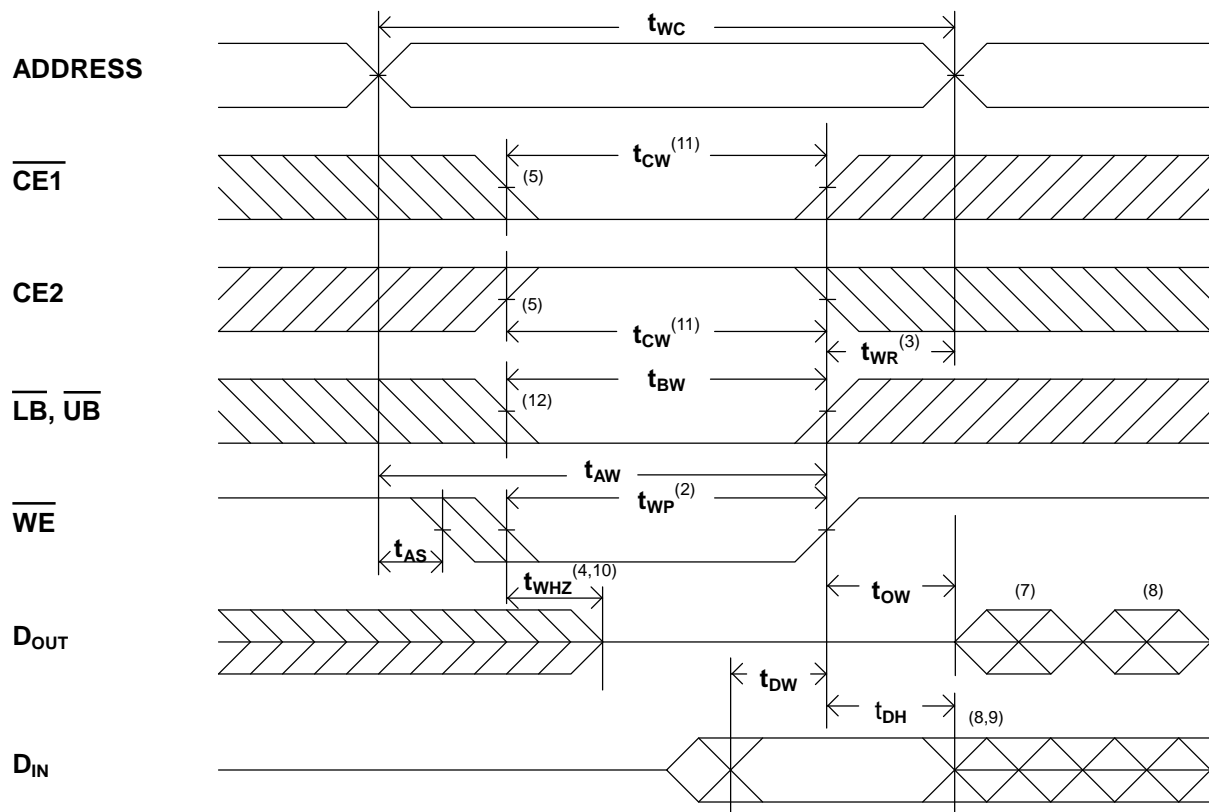 tWC
ADDRESS
CE1
tCW(11)
(5)
CE2
(5)
tCW(11)
tWR(3)
LB, UB
tBW
(12)
tAW
WE
tWP(2)
tAS
tWHZ(4,10)
tOW
(7)
(8)
DOUT
tDW
tDH
(8,9)
DIN